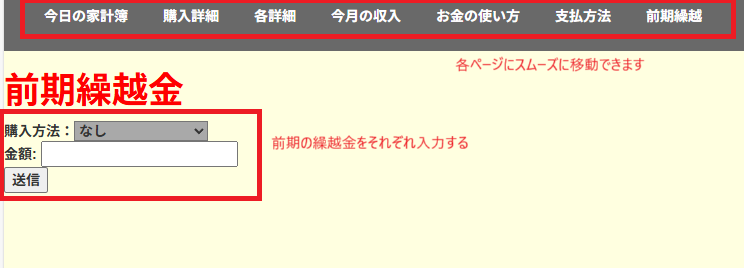 今日の家計簿 購入詳細 各詳細 今月の収入 お金の使い方 支払方法 前期繰越
各ページにスムーズに移動できます
前期繰越金
購入方法：なし
金額:
前期の繰越金をそれぞれ入力する
送信